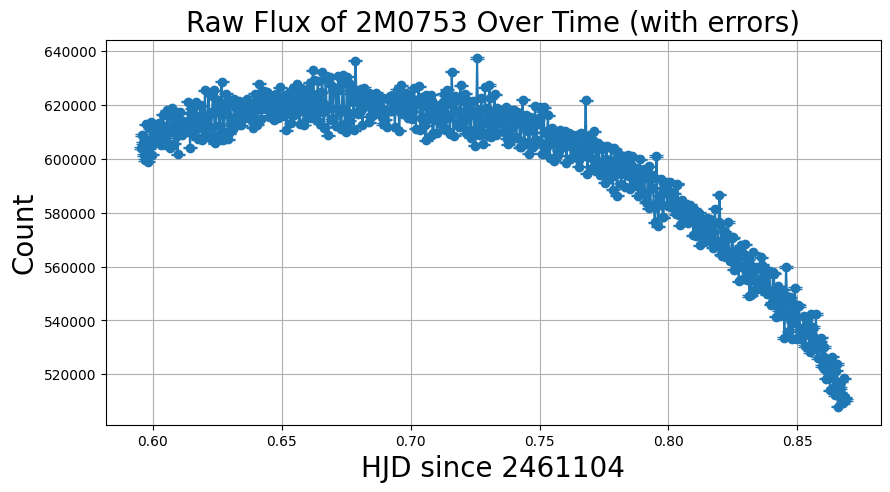 Raw Flux of 2M0753 Over Time (with errors)
Count
640000
620000
600000
580000
560000
540000
520000
0.60 0.65 0.70 0.75 0.80 0.85
HJD since 2461104